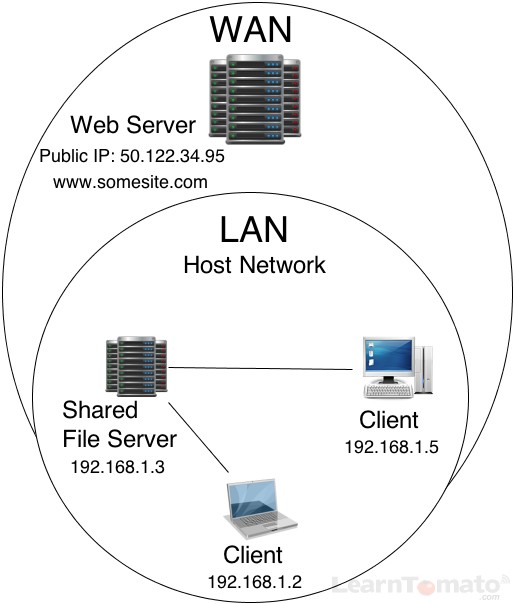 WAN
Web Server
Public IP: 50.122.34.95
www.somesite.com
LAN
Host Network
Shared
File Server
192.168.1.3
Client
192.168.1.5
Client
192.168.1.2
LearnTomato
.com